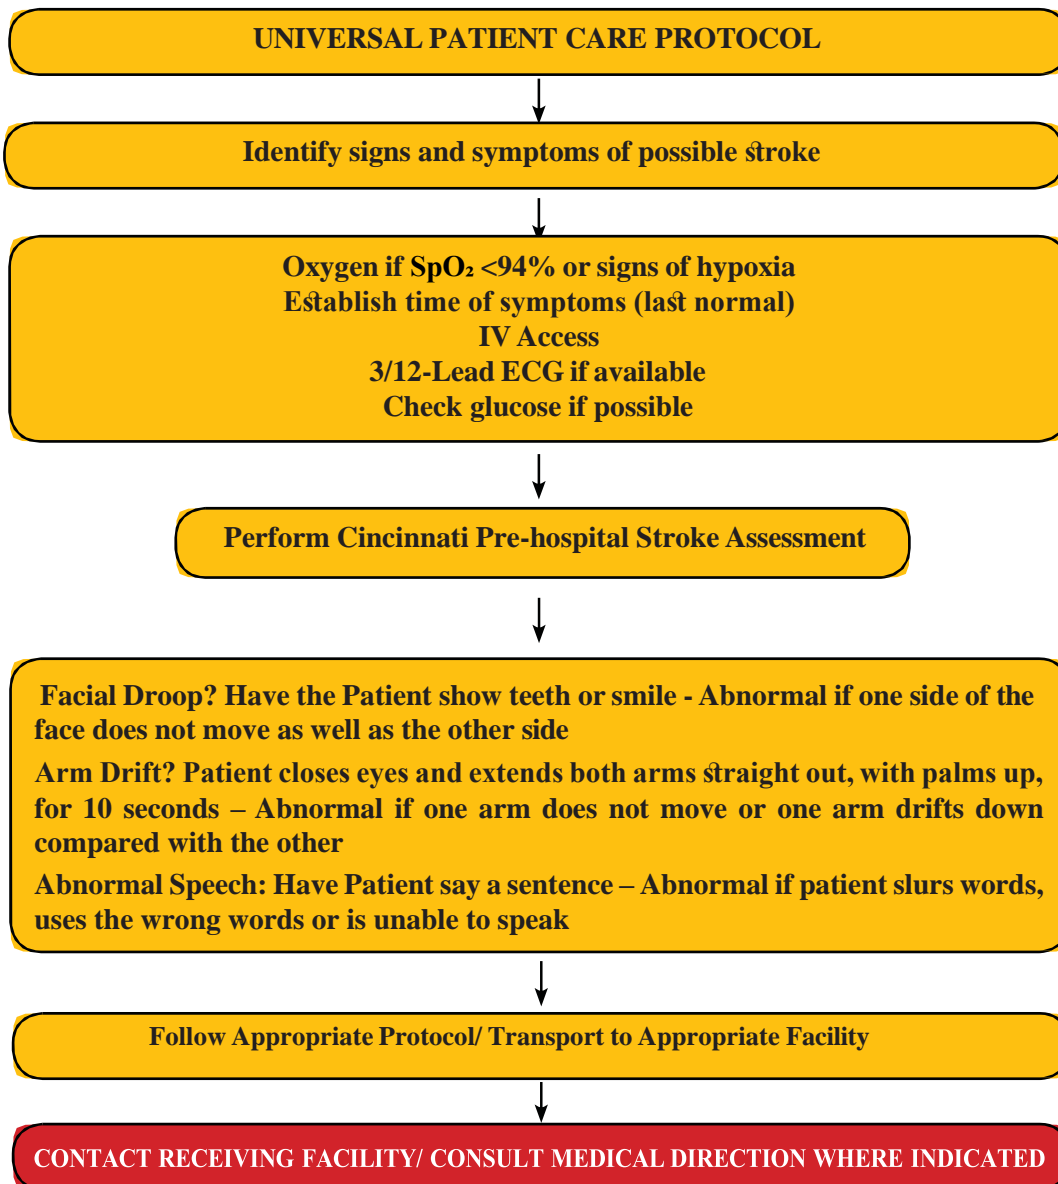 UNIVERSAL PATIENT CARE PROTOCOL
Identify signs and symptoms of possible stroke
Oxygen if SpO₂ <94% or signs of hypoxia
Establish time of symptoms (last normal)
IV Access
3/12-Lead ECG if available
Check glucose if possible
Perform Cincinnati Pre-hospital Stroke Assessment
Facial Droop? Have the Patient show teeth or smile - Abnormal if one side of the
face does not move as well as the other side
Arm Drift? Patient closes eyes and extends both arms straight out, with palms up,
for 10 seconds – Abnormal if one arm does not move or one arm drifts down
compared with the other
Abnormal Speech: Have Patient say a sentence – Abnormal if patient slurs words,
uses the wrong words or is unable to speak
Follow Appropriate Protocol/ Transport to Appropriate Facility
CONTACT RECEIVING FACILITY/ CONSULT MEDICAL DIRECTION WHERE INDICATED